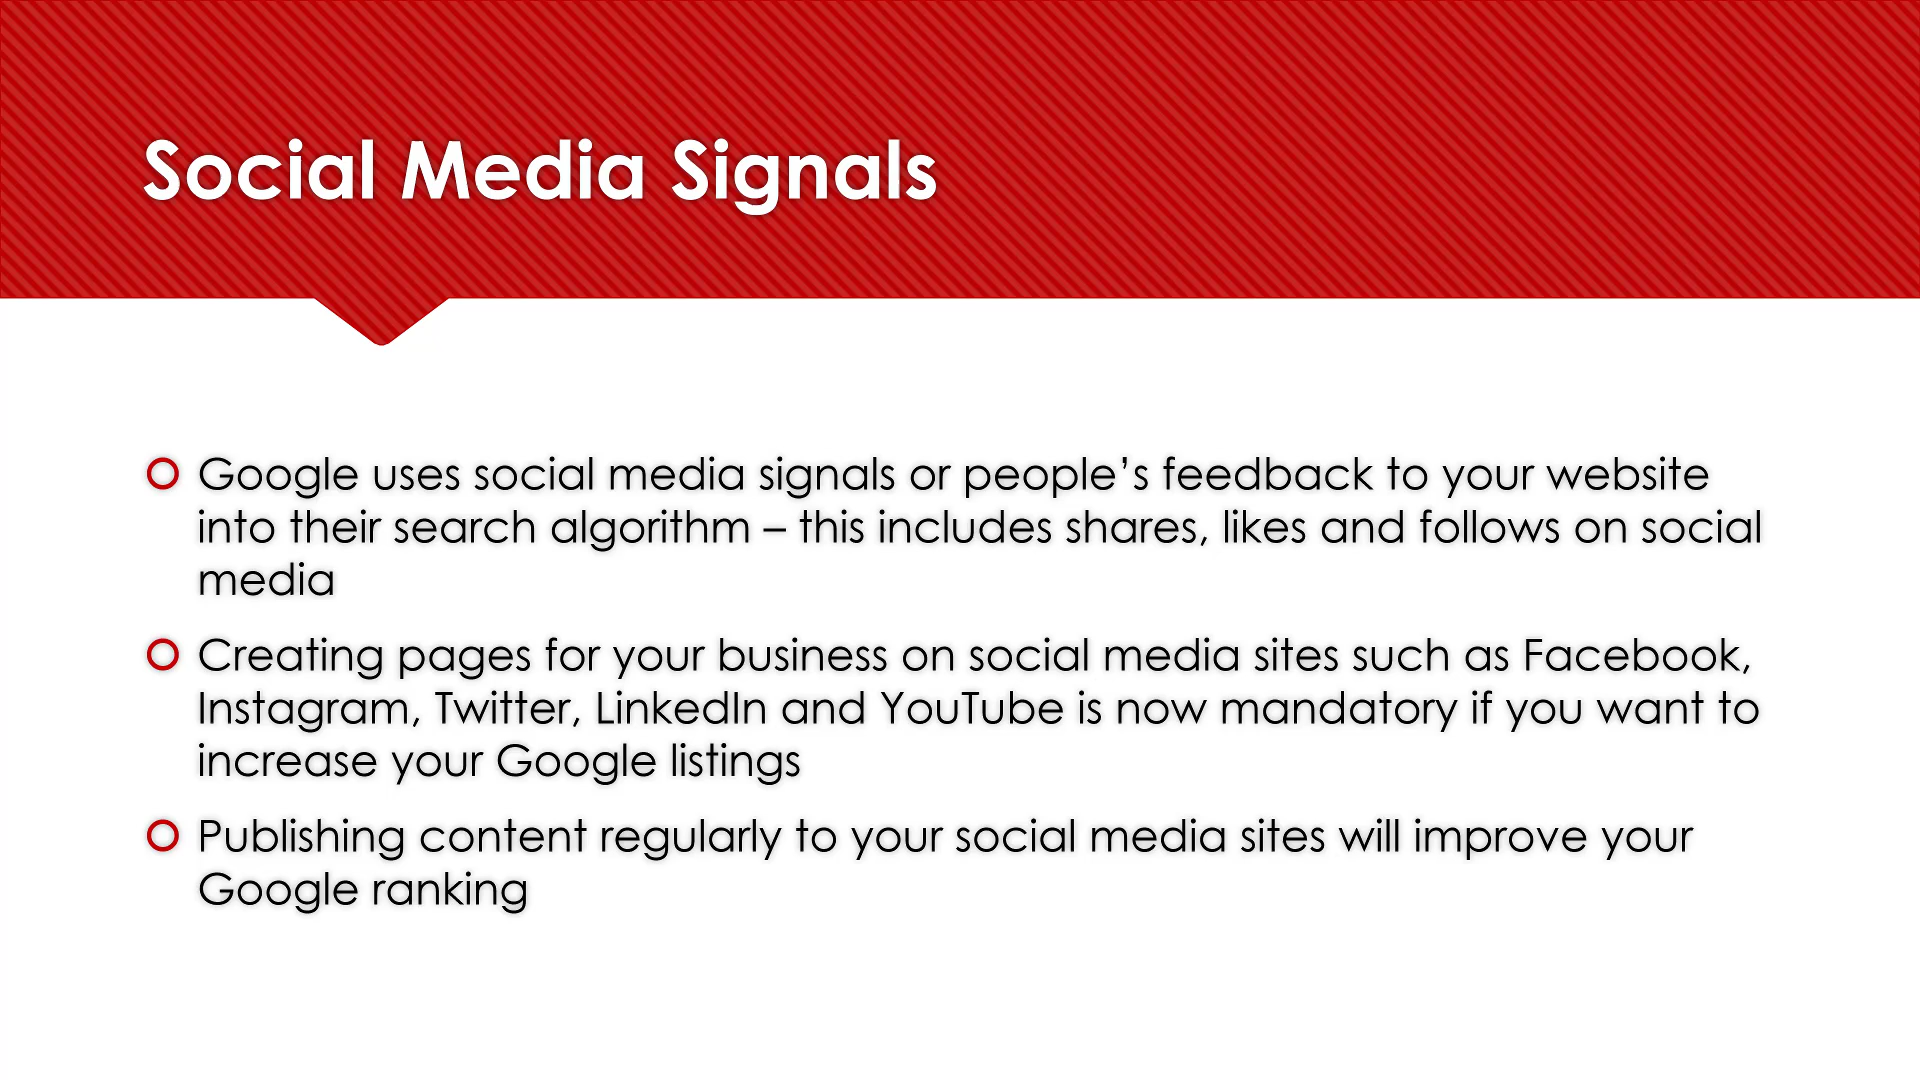 Social Media Signals
Google uses social media signals or people’s feedback to your website
into their search algorithm – this includes shares, likes and follows on social
media
Creating pages for your business on social media sites such as Facebook,
Instagram, Twitter, LinkedIn and YouTube is now mandatory if you want to
increase your Google listings
Publishing content regularly to your social media sites will improve your
Google ranking